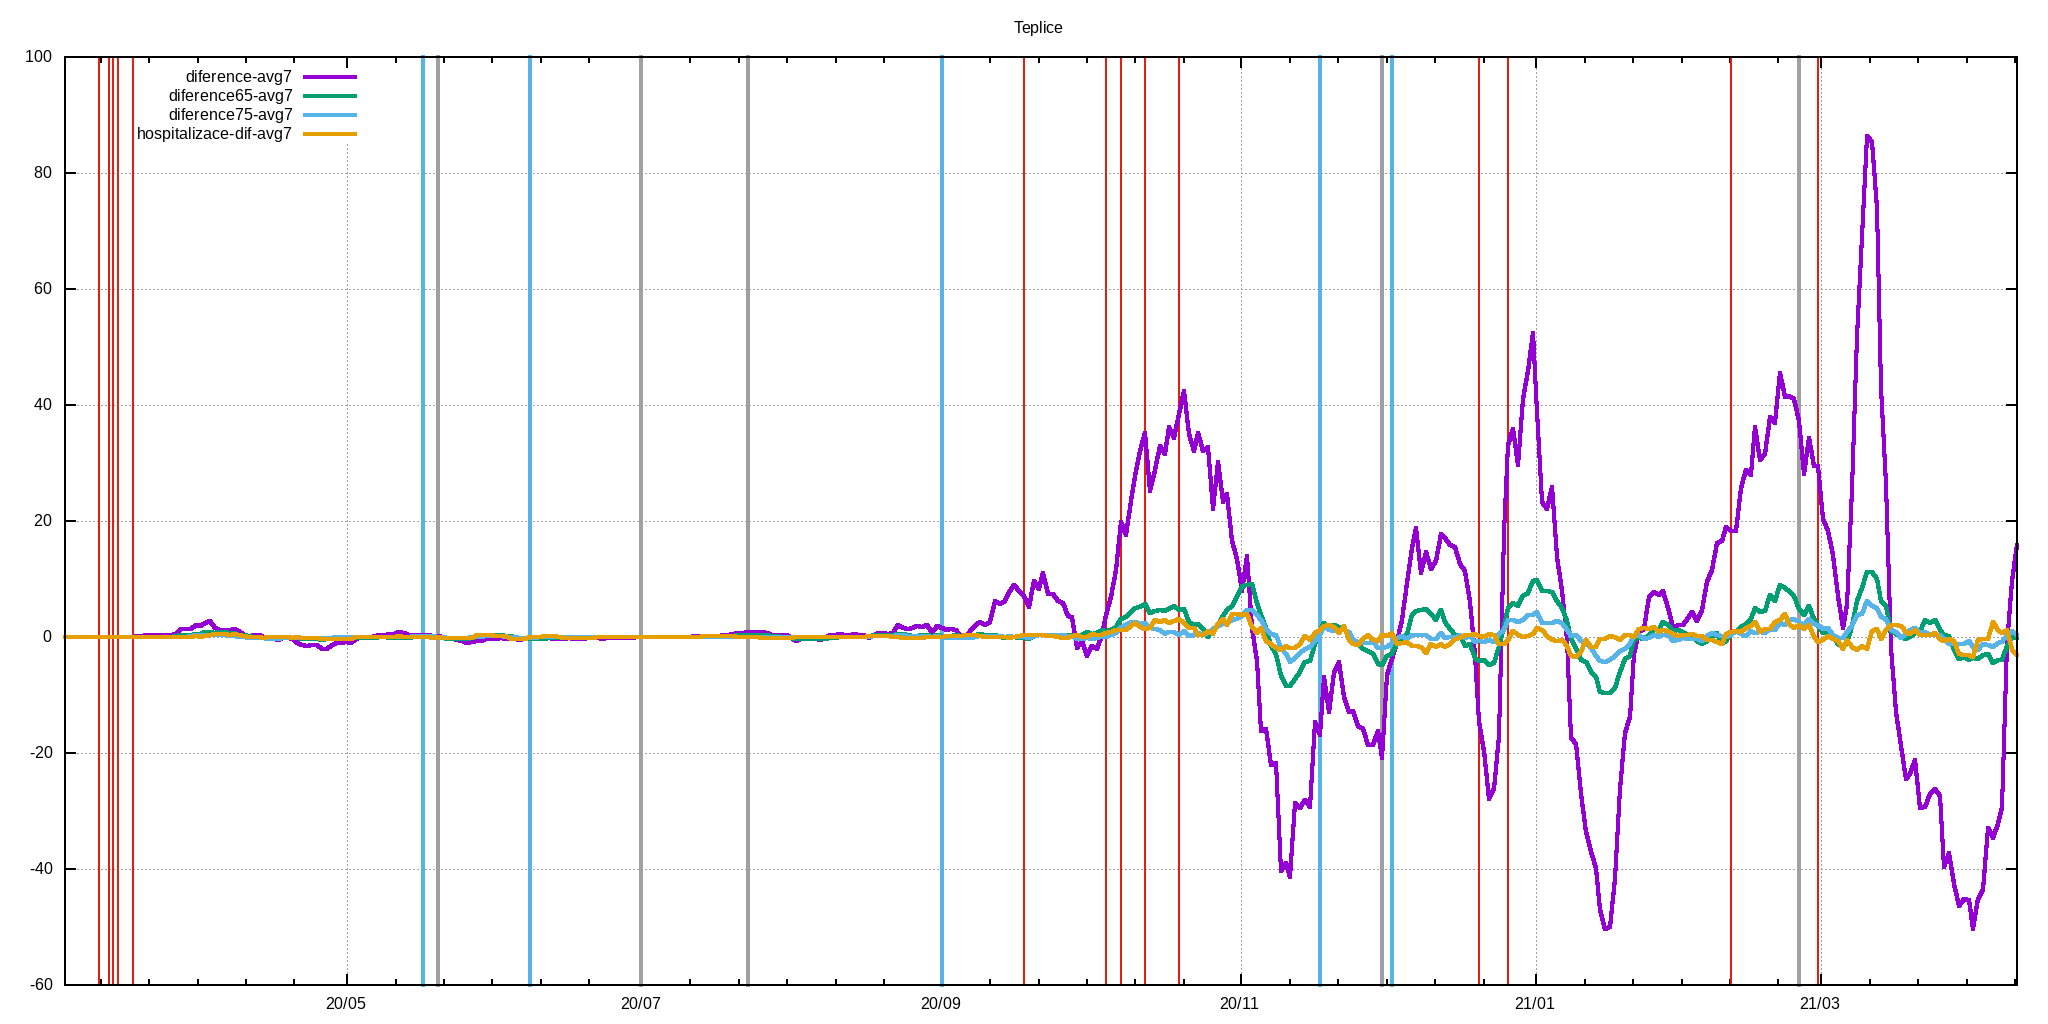 Teplice
100
80
60
40
20
0
-20
-40
-60
diference-avg7
diference65-avg7
diference75-avg7
hospitalizace-dif-avg7
20/05 20/07 20/09 20/11 21/01 21/03